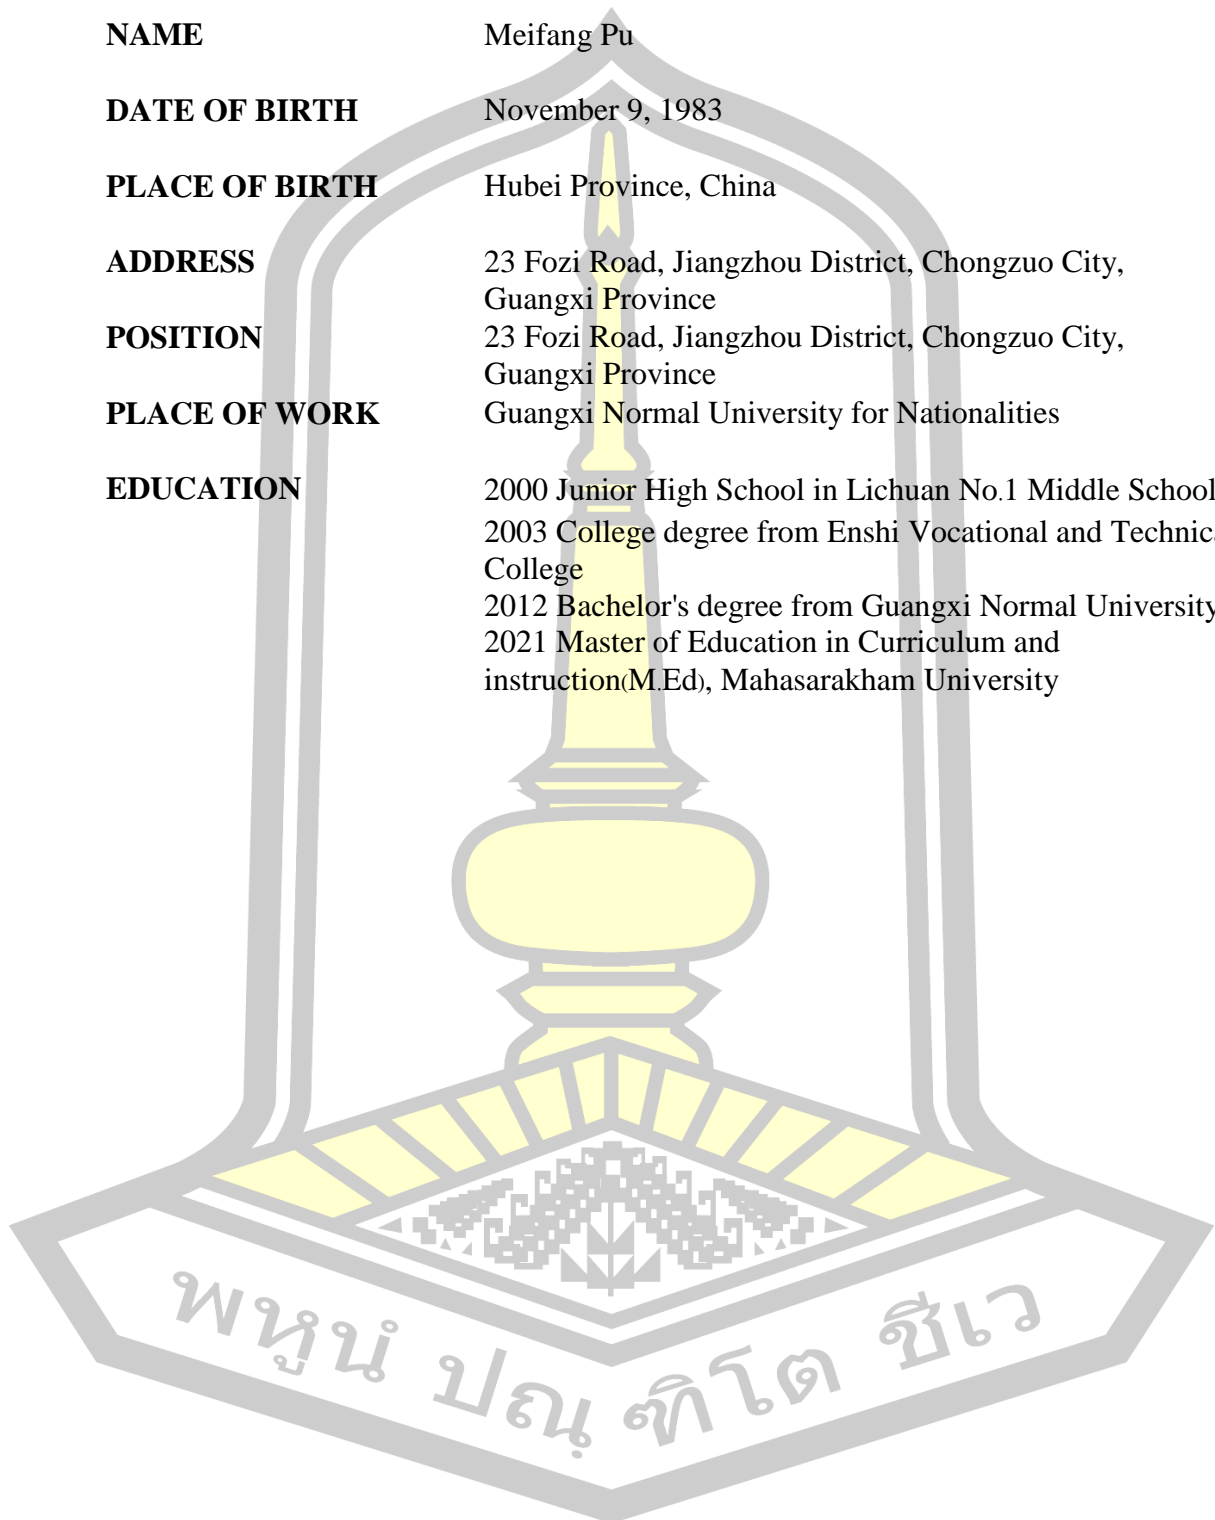 NAME Meifang Pu
DATE OF BIRTH November 9, 1983
PLACE OF BIRTH Hubei Province, China
ADDRESS 23 Fozi Road, Jiangzhou District, Chongzuo City,
Guangxi Province
POSITION 23 Fozi Road, Jiangzhou District, Chongzuo City,
Guangxi Province
PLACE OF WORK Guangxi Normal University for Nationalities
EDUCATION 2000 Junior High School in Lichuan No.1 Middle School
2003 College degree from Enshi Vocational and Technic
College
2012 Bachelor's degree from Guangxi Normal University
2021 Master of Education in Curriculum and
instruction(M.Ed), Mahasarakham University
พหูนํ ปณฺ ฑิโต ชีเว